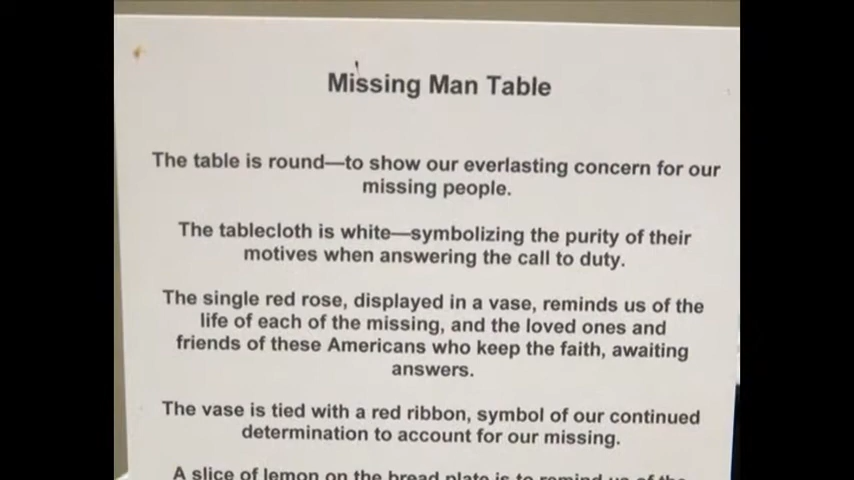 Missing Man Table
The table is round—to show our everlasting concern for our
missing people.
The tablecloth is white—symbolizing the purity of their
motives when answering the call to duty.
The single red rose, displayed in a vase, reminds us of the
life of each of the missing, and the loved ones and
friends of these Americans who keep the faith, awaiting
answers.
The vase is tied with a red ribbon, symbol of our continued
determination to account for our missing.
A slice of lemon on the bread plate is to remind us of the